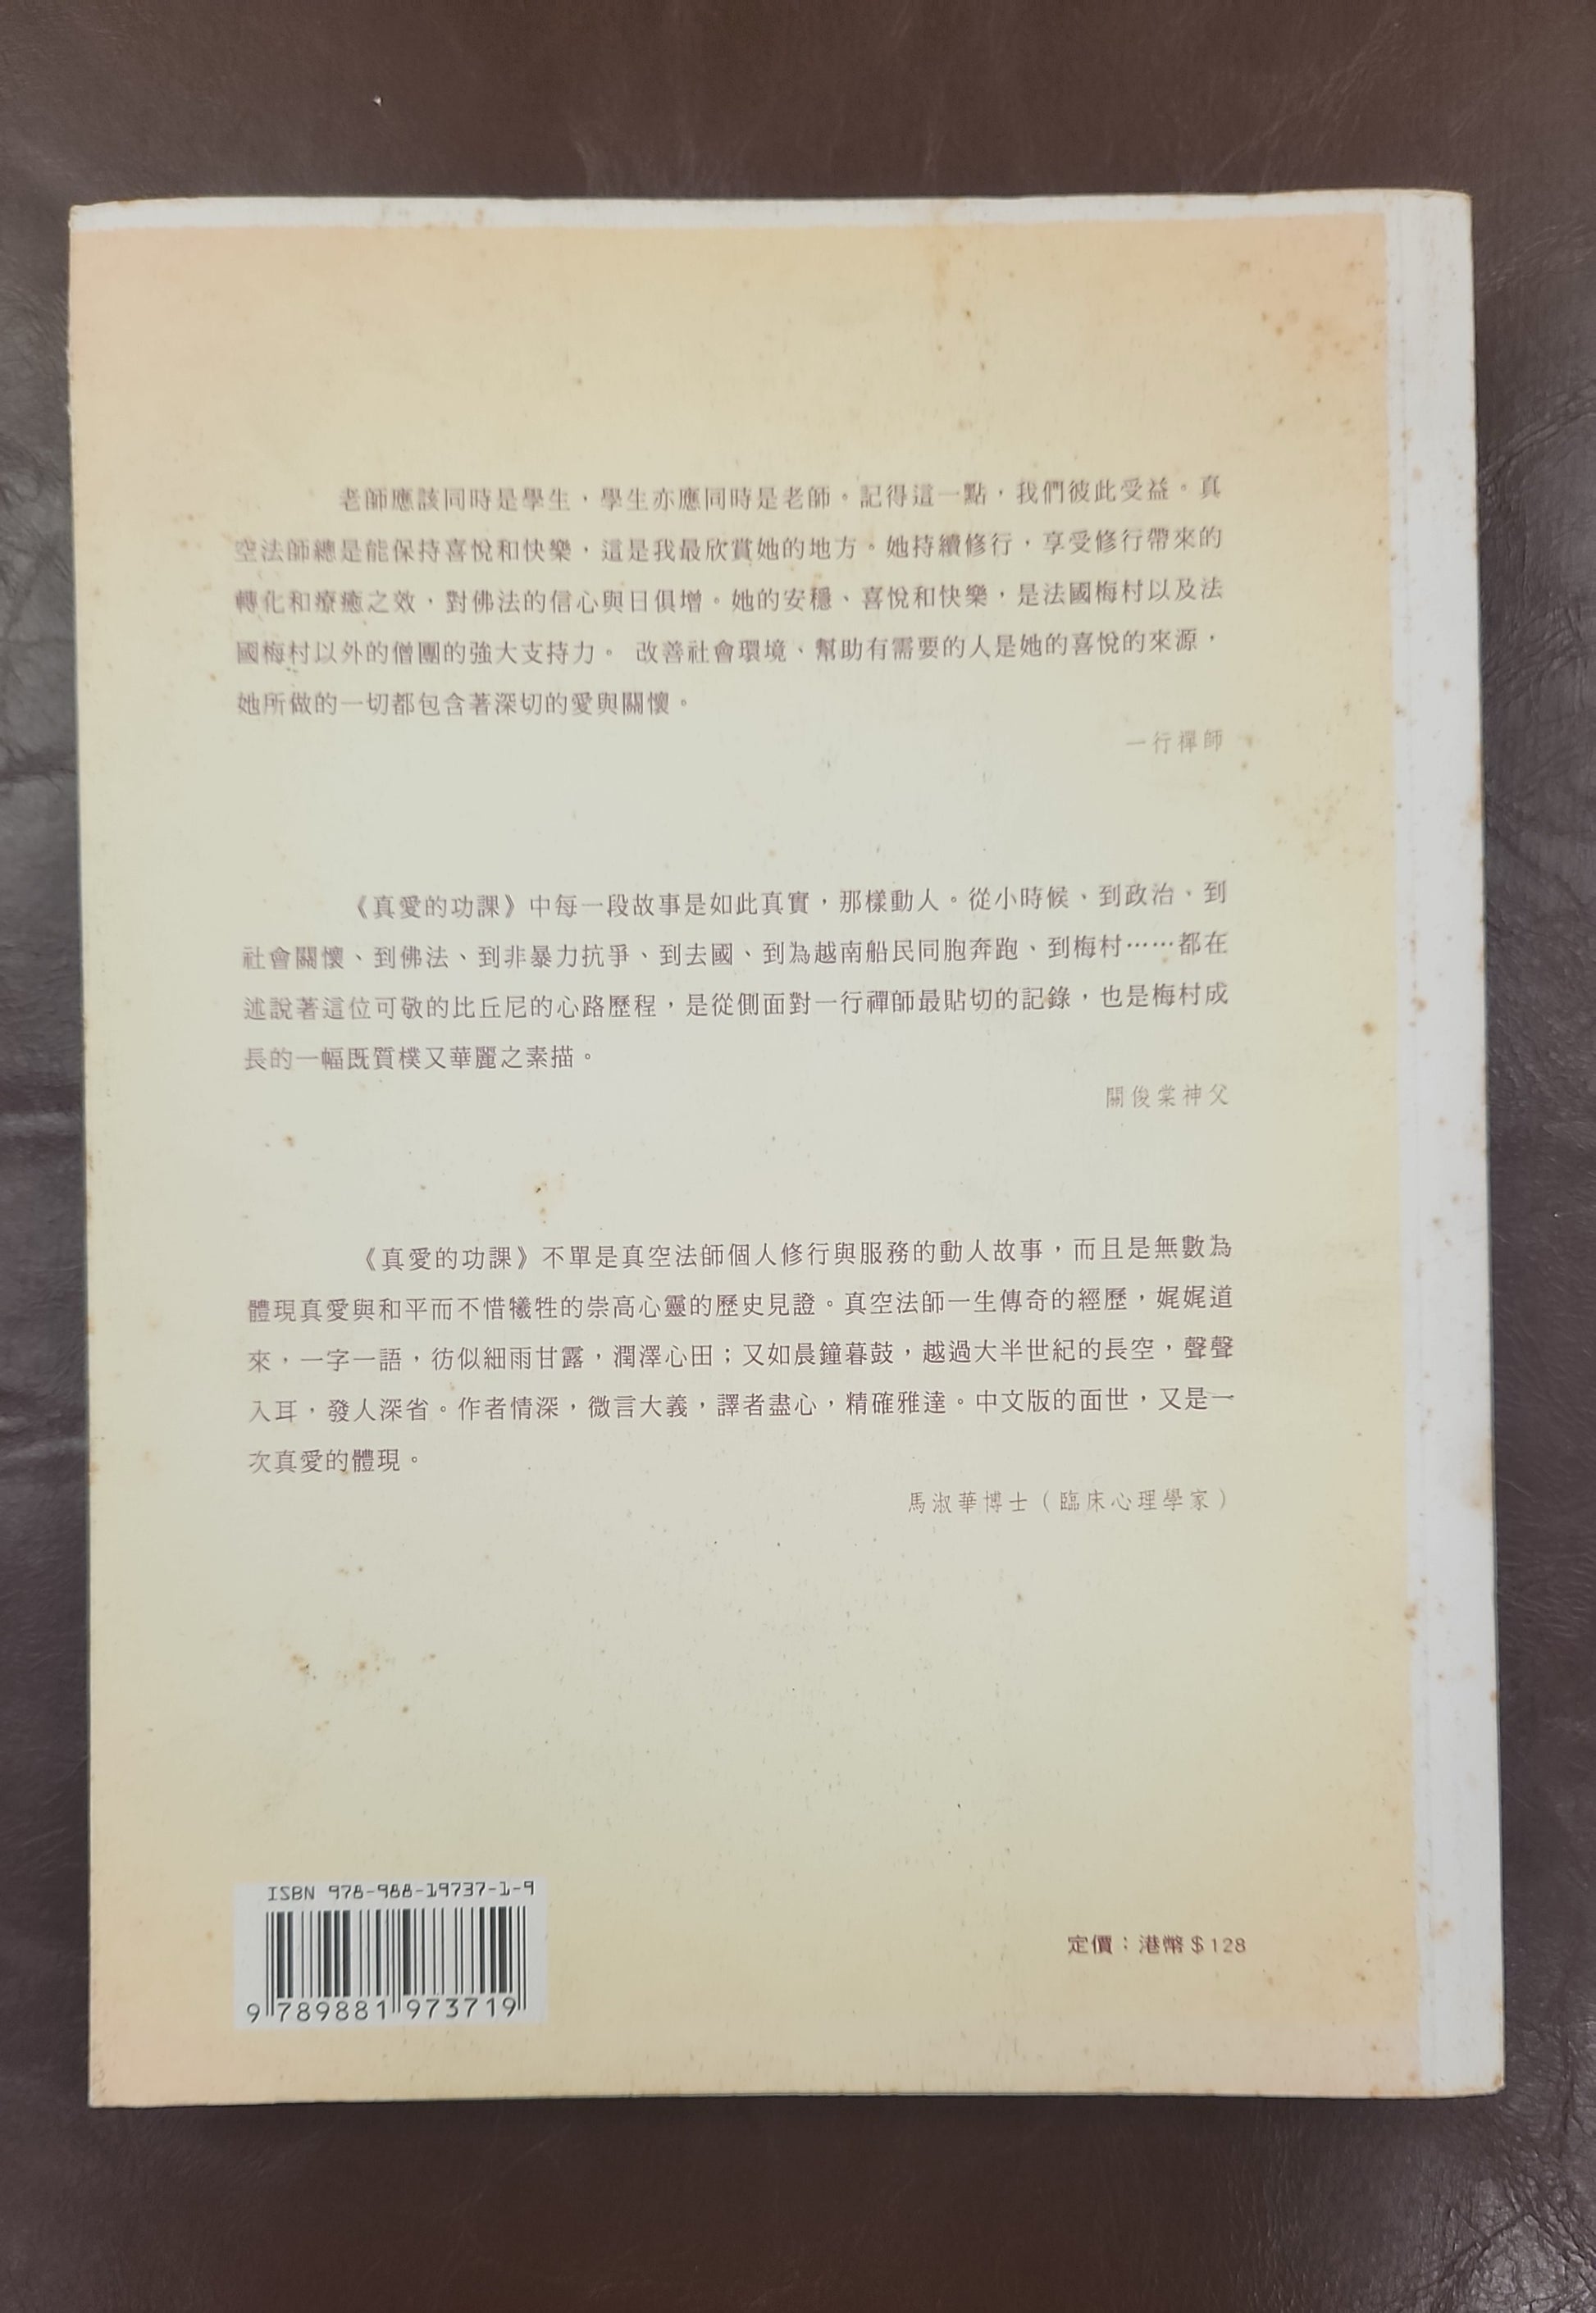 老師應該同時是學生，學生亦應同時是老師。記得這一點，我們彼此受益。真
空法師總是能保持喜悅和快樂，這是我最欣賞她的地方。她持續修行，享受修行帶來的
轉化和療癒之效，對佛法的信心與日俱增。她的安穩、喜悅和快樂，是法國梅村以及法
國梅村以外的僧團的強大支持力。 改善社會環境、幫助有需要的人是她的喜悅的來源，
她所做的一切都包含著深切的愛與關懷。
一行禪師
《真愛的功課》中每一段故事是如此真實，那樣動人。從小時候、到政治、到
社會關懷、到佛法、到非暴力抗爭、到去國、到為越南船民同胞奔跑、到梅村……都在
述說著這位可敬的比丘尼的心路歷程，是從側面對一行禪師最貼切的記錄，也是梅村成
長的一幅既質樸又華麗之素描。
關俊棠神父
《真愛的功課》不單是真空法師個人修行與服務的動人故事，而且是無數為
體現真愛與和平而不惜犧牲的崇高心靈的歷史見證。真空法師一生傳奇的經歷，娓娓道
來，一字一語，彷似細雨甘露，潤澤心田；又如晨鐘暮鼓，越過大半世紀的長空，聲聲
入耳，發人深省。作者情深，微言大義，譯者盡心，精確雅達。中文版的面世，又是一
次真愛的體現。
馬淑華博士（臨床心理學家）
ISBN 978-988-19737-1-9
9 789881 973719
定價：港幣＄128